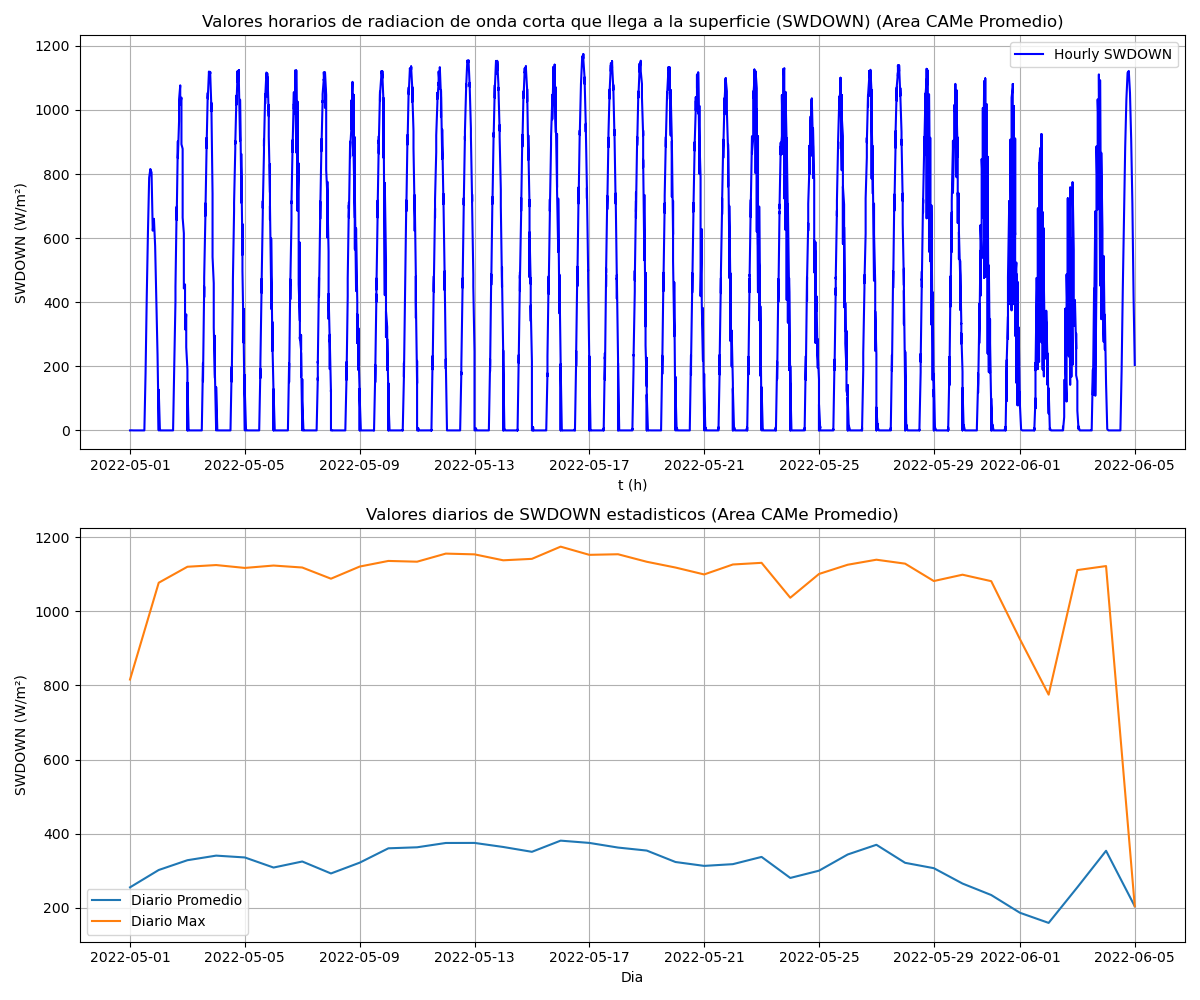 Valores horarios de radiacion de onda corta que llega a la superficie (SWDOWN) (Area CAMe Promedio)
Hourly SWDOWN
SWDOWN (W/m²)
1200
1000
800
600
400
200
0
2022-05-01 2022-05-05 2022-05-09 2022-05-13 2022-05-17 2022-05-21 2022-05-25 2022-05-29 2022-06-01 2022-06-05
t (h)
Valores diarios de SWDOWN estadisticos (Area CAMe Promedio)
SWDOWN (W/m²)
1200
1000
800
600
400
200
Diario Promedio
Diario Max
2022-05-01 2022-05-05 2022-05-09 2022-05-13 2022-05-17 2022-05-21 2022-05-25 2022-05-29 2022-06-01 2022-06-05
Dia